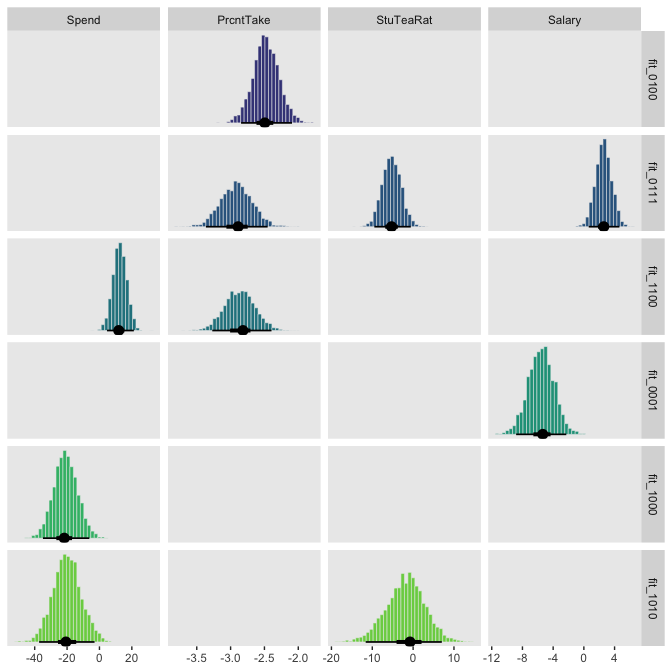 Spend PrcntTake StuTeaRat Salary
fit_0100
fit_0111
fit_1100
fit_0001
fit_1000
fit_1010
-40 -20 0 20 -3.5 -3.0 -2.5 -2.0 -20 -10 0 10 -12 -8 -4 0 4